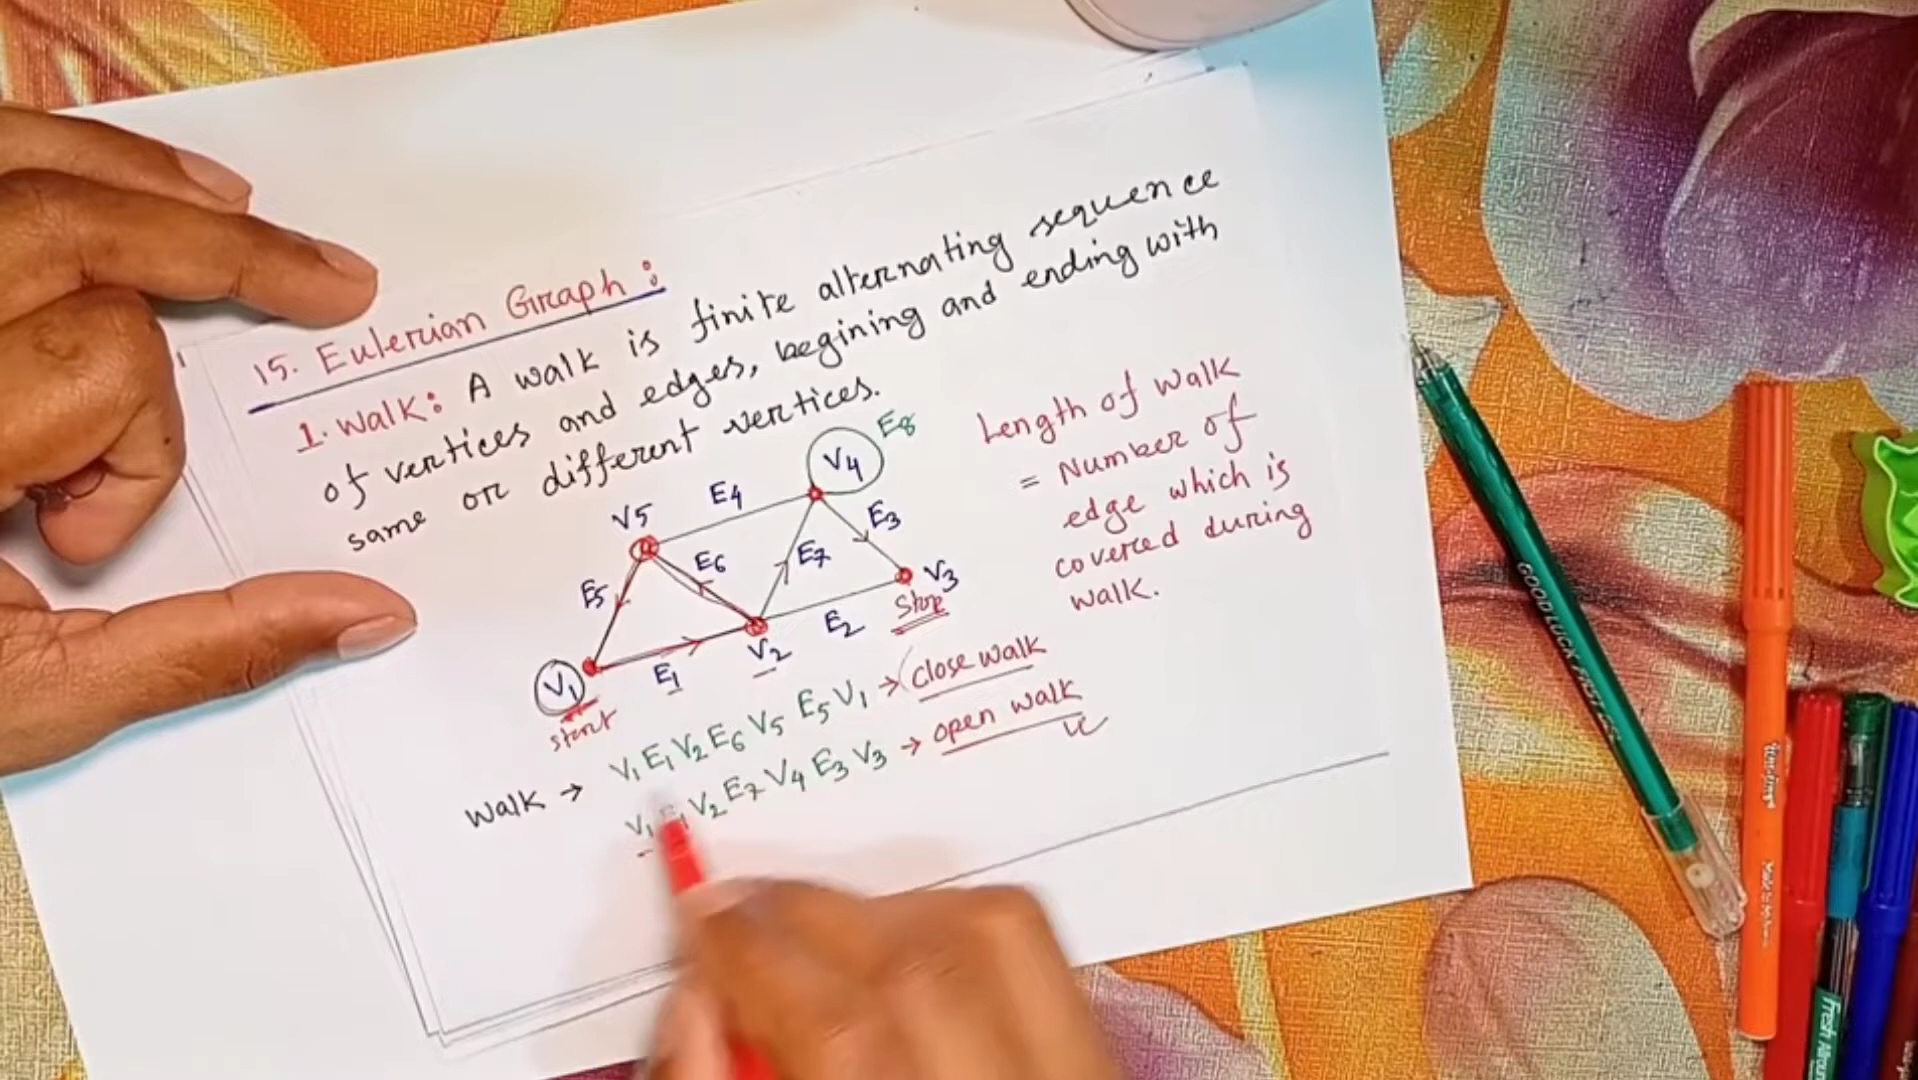 15. Eulerian Graph:
1. Walk: A walk is finite alternating sequence
of vertices and edges, begining and ending with
same or different vertices.
Length of walk
= Number of
edge which is
covered during
walk.
E8
V4
E4
V5
E3
E7
E6
E5
V3
Stop
E2
V2
E1
V1
start
Walk → V1 E1 V2 E6 V5 E5 V1 → (close walk
V1 E1 V2 E7 V4 E3 V3 → open walk
GOOD LUCK